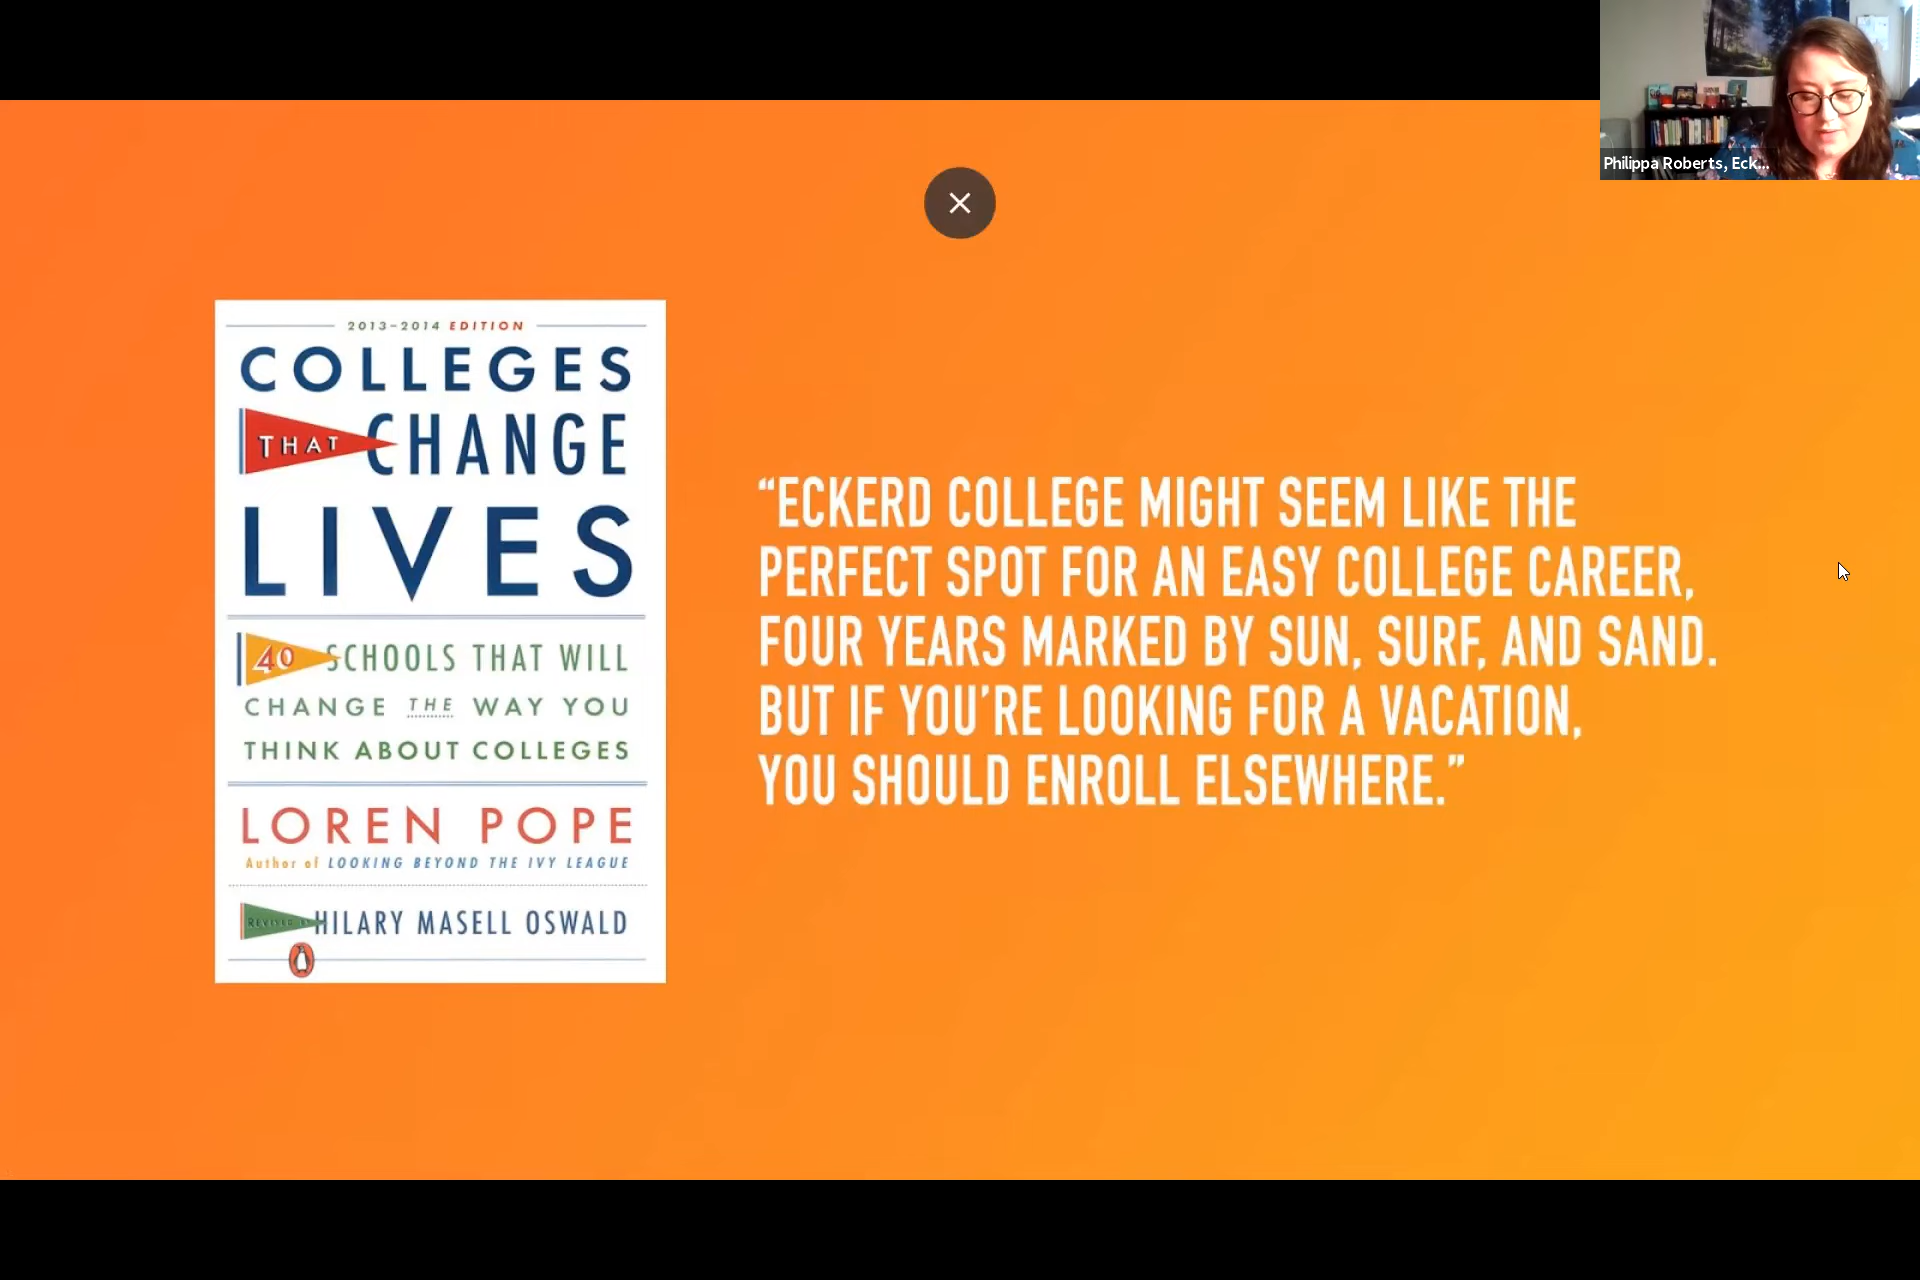 Philippa Roberts, Eck...
2013-2014 EDITION
COLLEGES
THAT CHANGE
LIVES
40 SCHOOLS THAT WILL
CHANGE THE WAY YOU
THINK ABOUT COLLEGES
LOREN POPE
Author of LOOKING BEYOND THE IVY LEAGUE
REVISED BY HILARY MASELL OSWALD
“ECKERD COLLEGE MIGHT SEEM LIKE THE
PERFECT SPOT FOR AN EASY COLLEGE CAREER,
FOUR YEARS MARKED BY SUN, SURF, AND SAND.
BUT IF YOU’RE LOOKING FOR A VACATION,
YOU SHOULD ENROLL ELSEWHERE.”